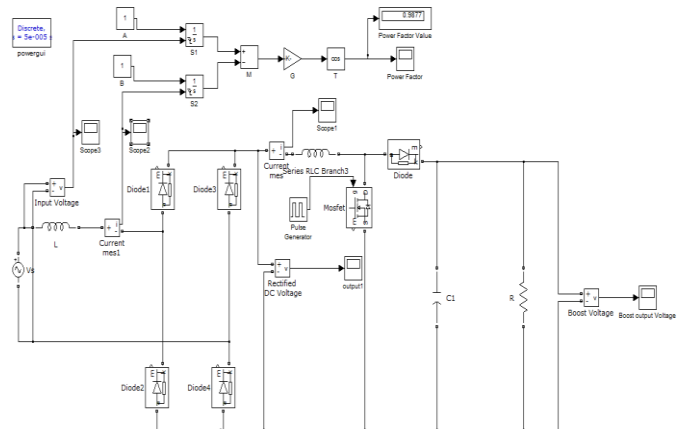 Discrete,
= 5e-005
powergui
1
A
1
B
1
s
S1
1
s
S2
+
-
M
K-
G
cos
T
0.9877
Power Factor Value
Power Factor
Scope3
Scope2
Scope1
+
-
v
Input Voltage
L
+
-
i
Current
mes1
Vs
Diode1
Diode3
+
-
i
Current
mes
Series RLC Branch3
Pulse
Generator
Mosfet
g
D
E
S
m
Diode
+
-
v
Rectified
DC Voltage
output1
C1
R
+
-
v
Boost Voltage
Boost output Voltage
E
E
Diode2
E
Diode4
E